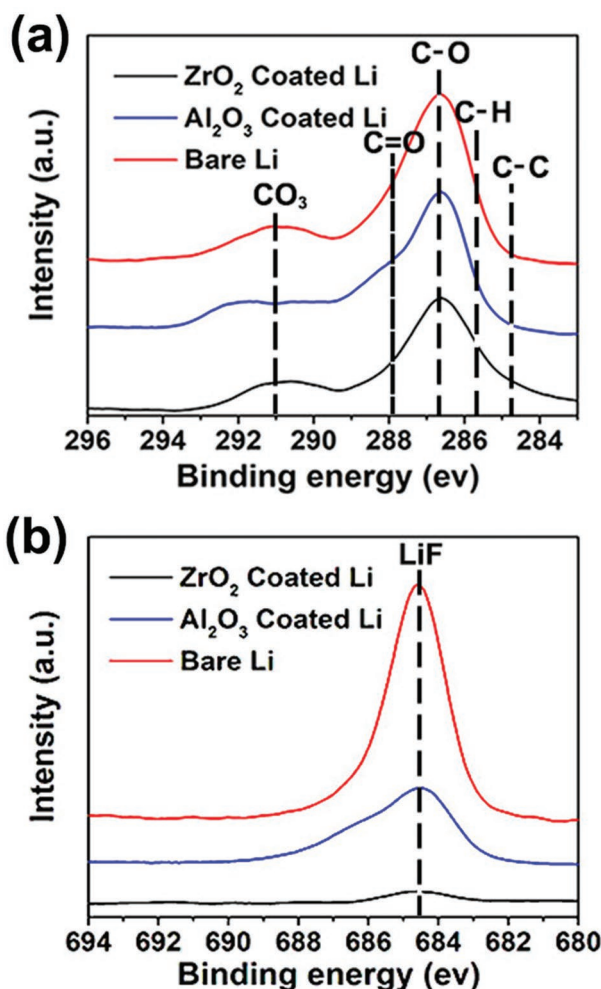 (a)
ZrO₂ Coated Li
Al₂O₃ Coated Li
Bare Li
C-O
C-H
C=O
C-C
CO₃
Intensity (a.u.)
296 294 292 290 288 286 284
Binding energy (ev)
(b)
LiF
ZrO₂ Coated Li
Al₂O₃ Coated Li
Bare Li
Intensity (a.u.)
694 692 690 688 686 684 682 680
Binding energy (ev)